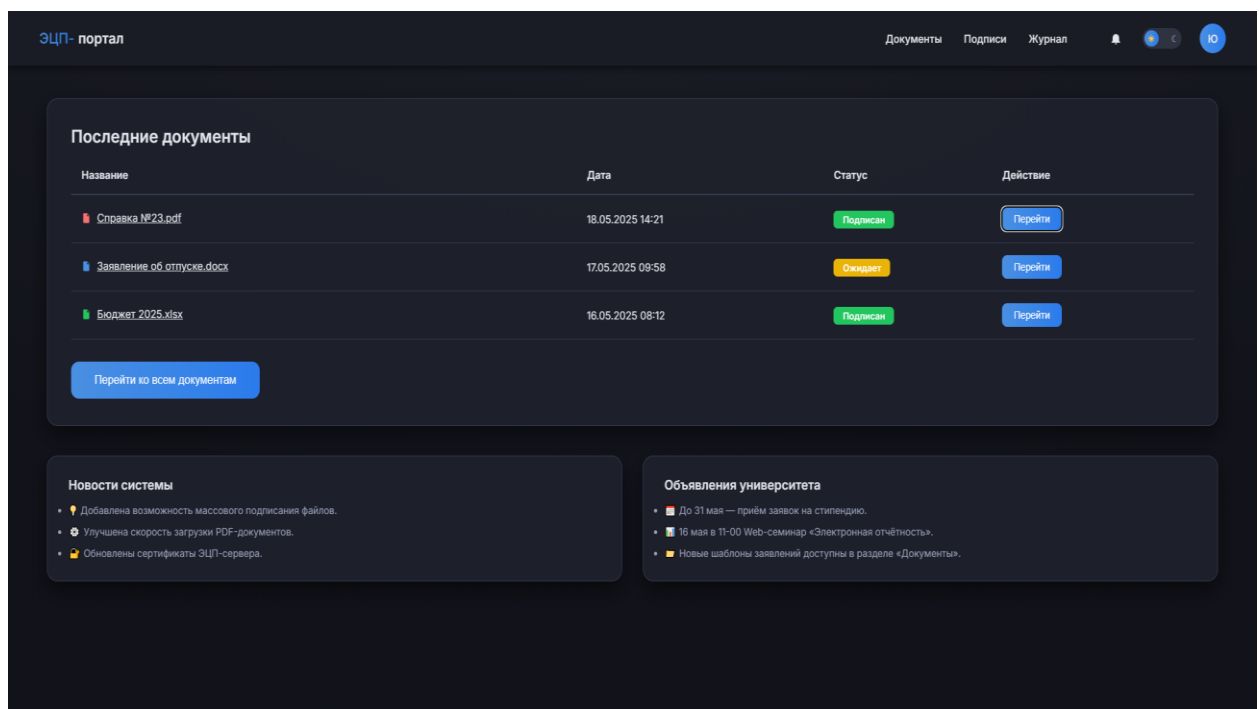 ЭЦП- портал
Документы Подписи Журнал Ю
Последние документы
Название Дата Статус Действие
Справка №23.pdf 18.05.2025 14:21 Подписан Перейти
Заявление об отпуске.docx 17.05.2025 09:58 Ожидает Перейти
Бюджет 2025.xlsx 16.05.2025 08:12 Подписан Перейти
Перейти ко всем документам
Новости системы
Добавлена возможность массового подписания файлов.
Улучшена скорость загрузки PDF-документов.
Обновлены сертификаты ЭЦП-сервера.
Объявления университета
До 31 мая — приём заявок на стипендию.
16 мая в 11-00 Web-семинар «Электронная отчётность».
Новые шаблоны заявлений доступны в разделе «Документы».